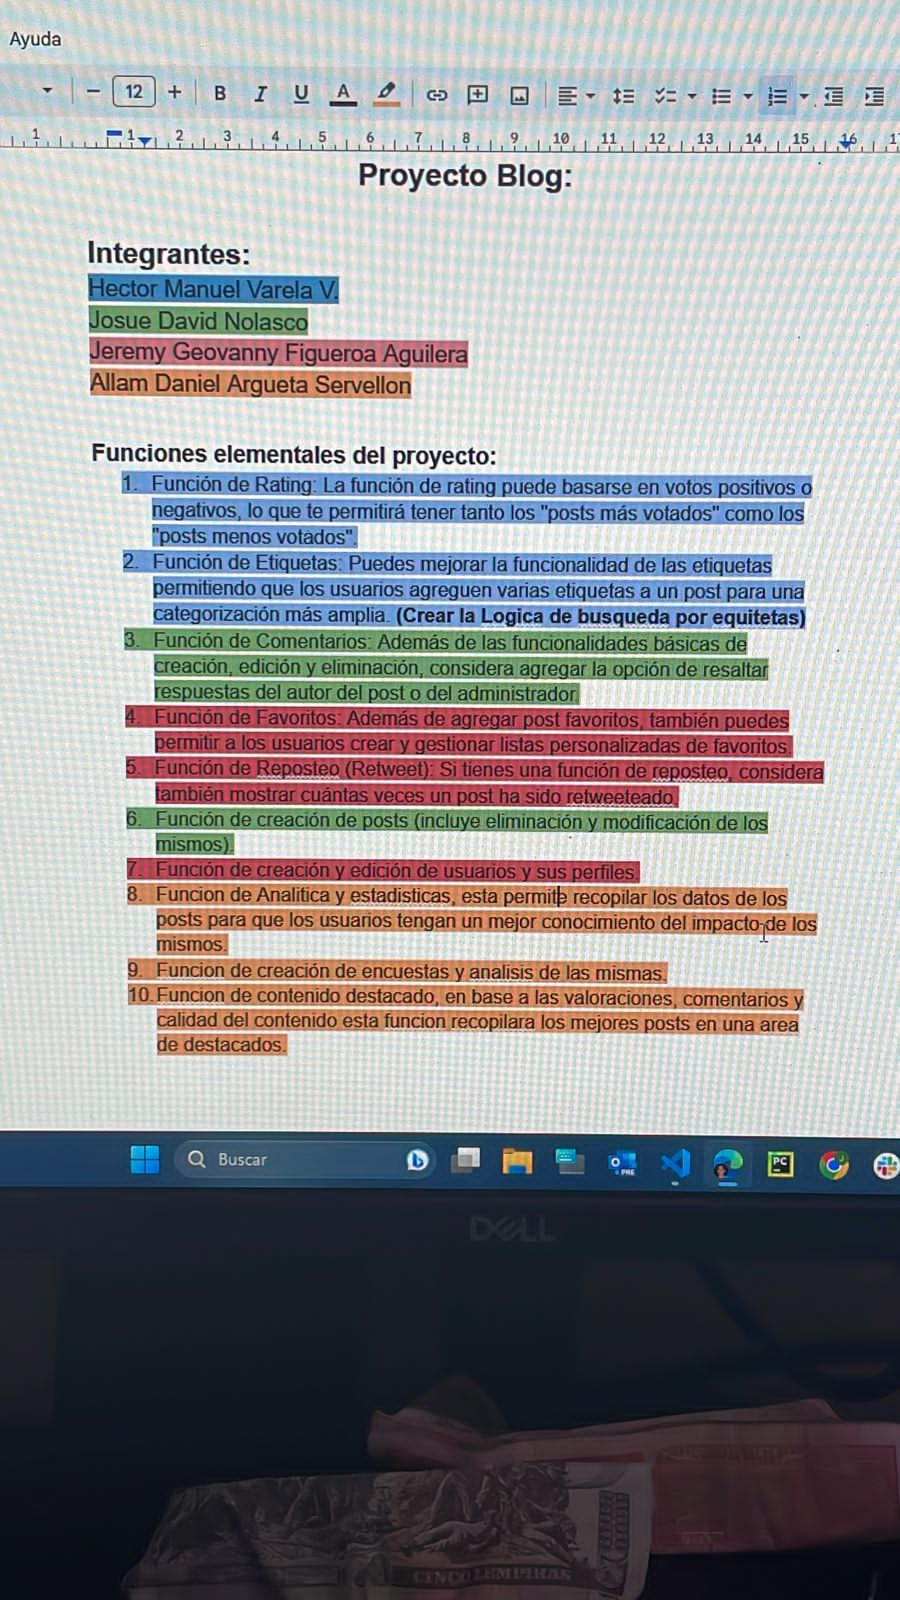 Ayuda
12
B I U A
1 1 2 3 4 5 6 7 8 9 10 11 12 13 14 15 16 17
Proyecto Blog:
Integrantes:
Hector Manuel Varela V.
Josue David Nolasco
Jeremy Geovanny Figueroa Aguilera
Allam Daniel Argueta Servellon
Funciones elementales del proyecto:
1. Función de Rating: La función de rating puede basarse en votos positivos o
negativos, lo que te permitirá tener tanto los "posts más votados" como los
"posts menos votados".
2. Función de Etiquetas: Puedes mejorar la funcionalidad de las etiquetas
permitiendo que los usuarios agreguen varias etiquetas a un post para una
categorización más amplia. (Crear la Logica de busqueda por equitetas)
3. Función de Comentarios: Además de las funcionalidades básicas de
creación, edición y eliminación, considera agregar la opción de resaltar
respuestas del autor del post o del administrador.
4. Función de Favoritos: Además de agregar post favoritos, también puedes
permitir a los usuarios crear y gestionar listas personalizadas de favoritos.
5. Función de Reposteo (Retweet): Si tienes una función de reposteo, considera
también mostrar cuántas veces un post ha sido retweeteado.
6. Función de creación de posts (incluye eliminación y modificación de los
mismos).
7. Función de creación y edición de usuarios y sus perfiles.
8. Funcion de Analitica y estadisticas, esta permite recopilar los datos de los
posts para que los usuarios tengan un mejor conocimiento del impacto de los
mismos.
9. Funcion de creación de encuestas y analisis de las mismas.
10. Funcion de contenido destacado, en base a las valoraciones, comentarios y
calidad del contenido esta funcion recopilara los mejores posts en una area
de destacados.
Buscar
PRE
PC
DELL
CINCO LEMPIRAS